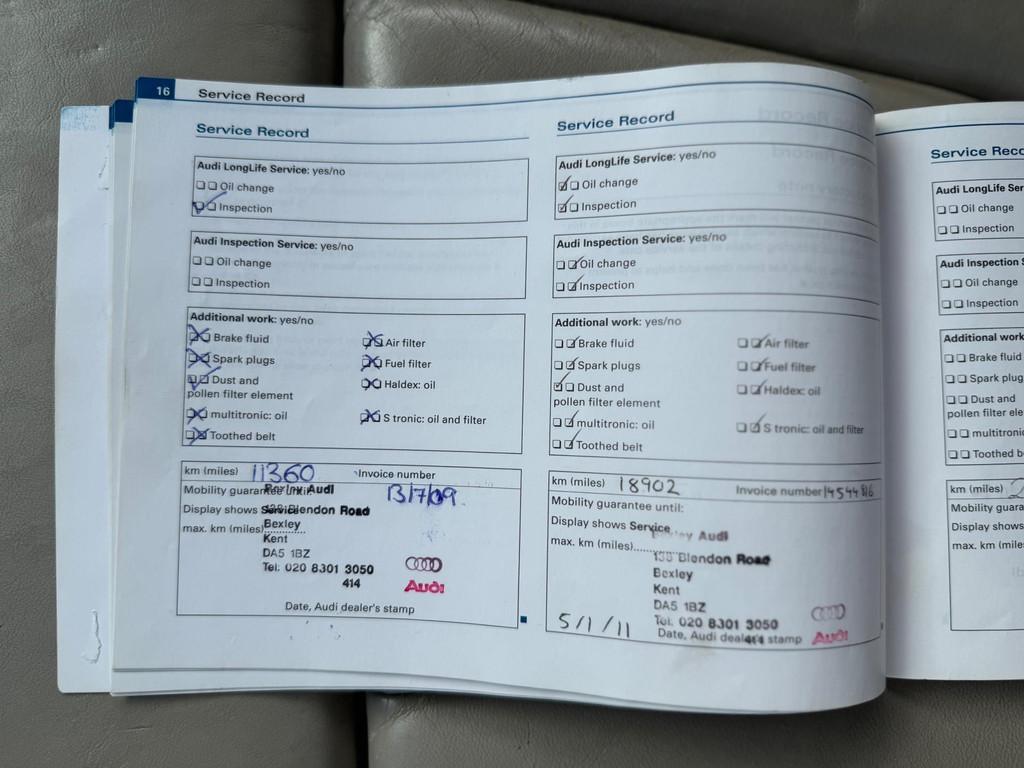 16 Service Record
Service Record
Audi LongLife Service: yes/no
Oil change
Inspection
Audi Inspection Service: yes/no
Oil change
Inspection
Additional work: yes/no
Brake fluid
Air filter
Spark plugs
Fuel filter
Dust and
pollen filter element
Haldex: oil
multitronic: oil
S tronic: oil and filter
Toothed belt
km (miles) 11360 Invoice number
Mobility guarantee until:
13/7/09
Bexley Audi
Display shows Service
138 Blendon Road
max. km (miles)
Bexley
Kent
DA5 1BZ
Tel: 020 8301 3050
414
Audi
Date, Audi dealer's stamp
Service Record
Audi LongLife Service: yes/no
Oil change
Inspection
Audi Inspection Service: yes/no
Oil change
Inspection
Additional work: yes/no
Brake fluid
Air filter
Spark plugs
Fuel filter
Dust and
pollen filter element
Haldex: oil
multitronic: oil
S tronic: oil and filter
Toothed belt
km (miles) 18902 Invoice number
Mobility guarantee until:
Display shows Service
Bexley Audi
max. km (miles)
138 Blendon Road
Bexley
Kent
DA5 1BZ
Tel: 020 8301 3050
414
5/1/11
Audi
Date, Audi dealer's stamp
Service Rec
Audi LongLife Ser
Oil change
Inspection
Audi Inspection S
Oil change
Inspection
Additional work
Brake fluid
Spark plug
Dust and
pollen filter ele
multitronic
Toothed b
km (miles) 2
Mobility guara
Display shows
max. km (miles